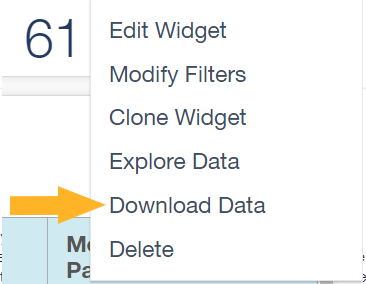 61
Edit Widget
Modify Filters
Clone Widget
Explore Data
Download Data
Delete